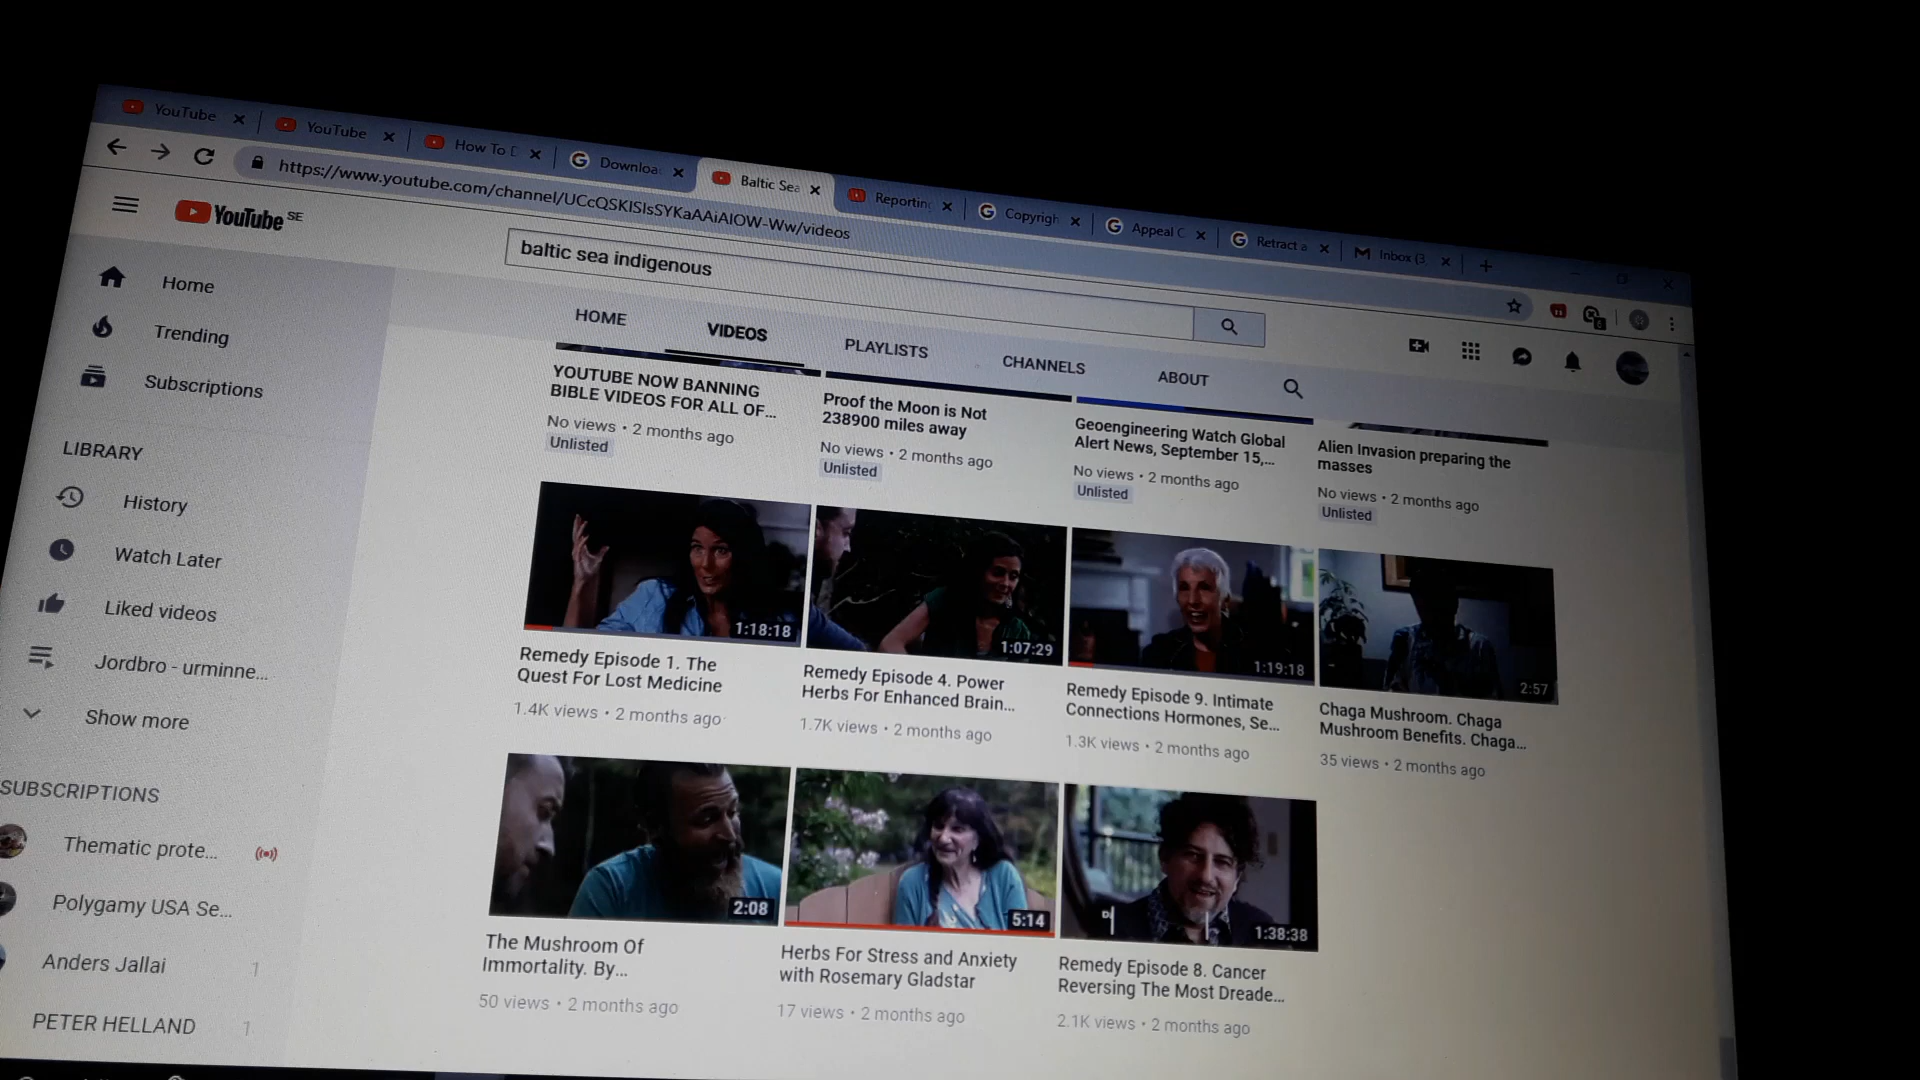 YouTube
YouTube
How To D
Downloa
Baltic Sea
Reporting
Copyrigh
Appeal C
Retract a
Inbox (3
https://www.youtube.com/channel/UCcQSKISIsSYKaAAiAIOW-Ww/videos
YouTube SE
baltic sea indigenous
HOME
VIDEOS
PLAYLISTS
CHANNELS
ABOUT
Home
Trending
Subscriptions
LIBRARY
History
Watch Later
Liked videos
Jordbro - urminne...
Show more
SUBSCRIPTIONS
Thematic prote...
Polygamy USA Se...
Anders Jallai 1
PETER HELLAND 1
YOUTUBE NOW BANNING
BIBLE VIDEOS FOR ALL OF...
No views • 2 months ago
Unlisted
Proof the Moon is Not
238900 miles away
No views • 2 months ago
Unlisted
Geoengineering Watch Global
Alert News, September 15,...
No views • 2 months ago
Unlisted
Alien Invasion preparing the
masses
No views • 2 months ago
Unlisted
1:18:18
Remedy Episode 1. The
Quest For Lost Medicine
1.4K views • 2 months ago
1:07:29
Remedy Episode 4. Power
Herbs For Enhanced Brain...
1.7K views • 2 months ago
1:19:18
Remedy Episode 9. Intimate
Connections Hormones, Se...
1.3K views • 2 months ago
2:57
Chaga Mushroom. Chaga
Mushroom Benefits. Chaga...
35 views • 2 months ago
2:08
The Mushroom Of
Immortality. By...
50 views • 2 months ago
5:14
Herbs For Stress and Anxiety
with Rosemary Gladstar
17 views • 2 months ago
1:38:38
Remedy Episode 8. Cancer
Reversing The Most Dreade...
2.1K views • 2 months ago